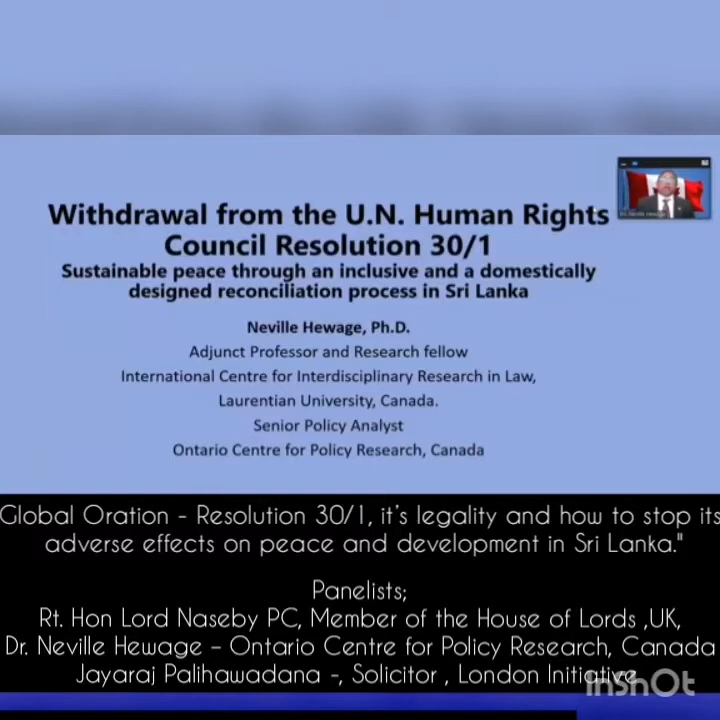 Withdrawal from the U.N. Human Rights
Council Resolution 30/1
Sustainable peace through an inclusive and a domestically
designed reconciliation process in Sri Lanka
Neville Hewage, Ph.D.
Adjunct Professor and Research fellow
International Centre for Interdisciplinary Research in Law,
Laurentian University, Canada.
Senior Policy Analyst
Ontario Centre for Policy Research, Canada
Global Oration - Resolution 30/1, it's legality and how to stop its
adverse effects on peace and development in Sri Lanka."
Panelists;
Rt. Hon Lord Naseby PC, Member of the House of Lords ,UK,
Dr. Neville Hewage – Ontario Centre for Policy Research, Canada
Jayaraj Palihawadana -, Solicitor , London Initiative
InShOt